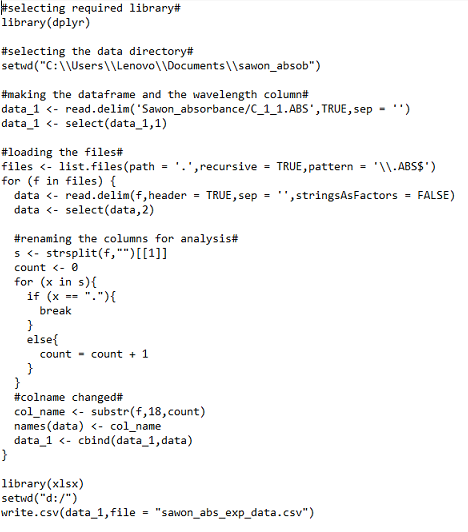 #selecting required library#
library(dplyr)
#selecting the data directory#
setwd("C:\\Users\\Lenovo\\Documents\\sawon_absob")
#making the dataframe and the wavelength column#
data_1 <- read.delim('Sawon_absorbance/C_1_1.ABS',TRUE,sep = '')
data_1 <- select(data_1,1)
#loading the files#
files <- list.files(path = '.',recursive = TRUE,pattern = '\\.ABS$')
for (f in files) {
data <- read.delim(f,header = TRUE,sep = '',stringsAsFactors = FALSE)
data <- select(data,2)
#renaming the columns for analysis#
s <- strsplit(f,"")[[1]]
count <- 0
for (x in s){
if (x == "."){
break
}
else{
count = count + 1
}
}
#colname changed#
col_name <- substr(f,18,count)
names(data) <- col_name
data_1 <- cbind(data_1,data)
}
library(xlsx)
setwd("d:/")
write.csv(data_1,file = "sawon_abs_exp_data.csv")